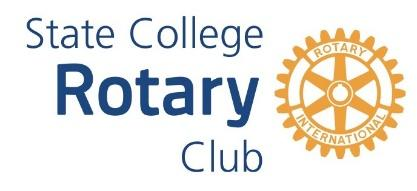 State College
Rotary
Club
ROTARY
INTERNATIONAL